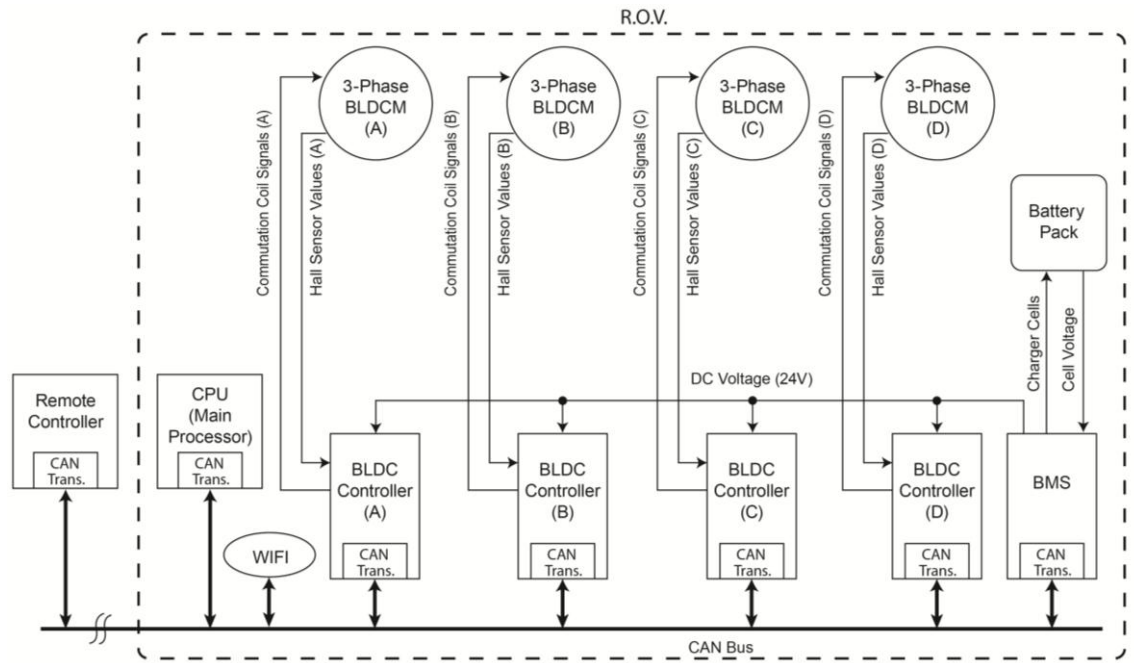 R.O.V.
3-Phase
BLDCM
(A)
3-Phase
BLDCM
(B)
3-Phase
BLDCM
(C)
3-Phase
BLDCM
(D)
Commutation Coil Signals (A)
Hall Sensor Values (A)
Commutation Coil Signals (B)
Hall Sensor Values (B)
Commutation Coil Signals (C)
Hall Sensor Values (C)
Commutation Coil Signals (D)
Hall Sensor Values (D)
Battery
Pack
Charger Cells
Cell Voltage
DC Voltage (24V)
Remote
Controller
CAN
Trans.
CPU
(Main
Processor)
CAN
Trans.
WIFI
BLDC
Controller
(A)
CAN
Trans.
BLDC
Controller
(B)
CAN
Trans.
BLDC
Controller
(C)
CAN
Trans.
BLDC
Controller
(D)
CAN
Trans.
BMS
CAN
Trans.
CAN Bus